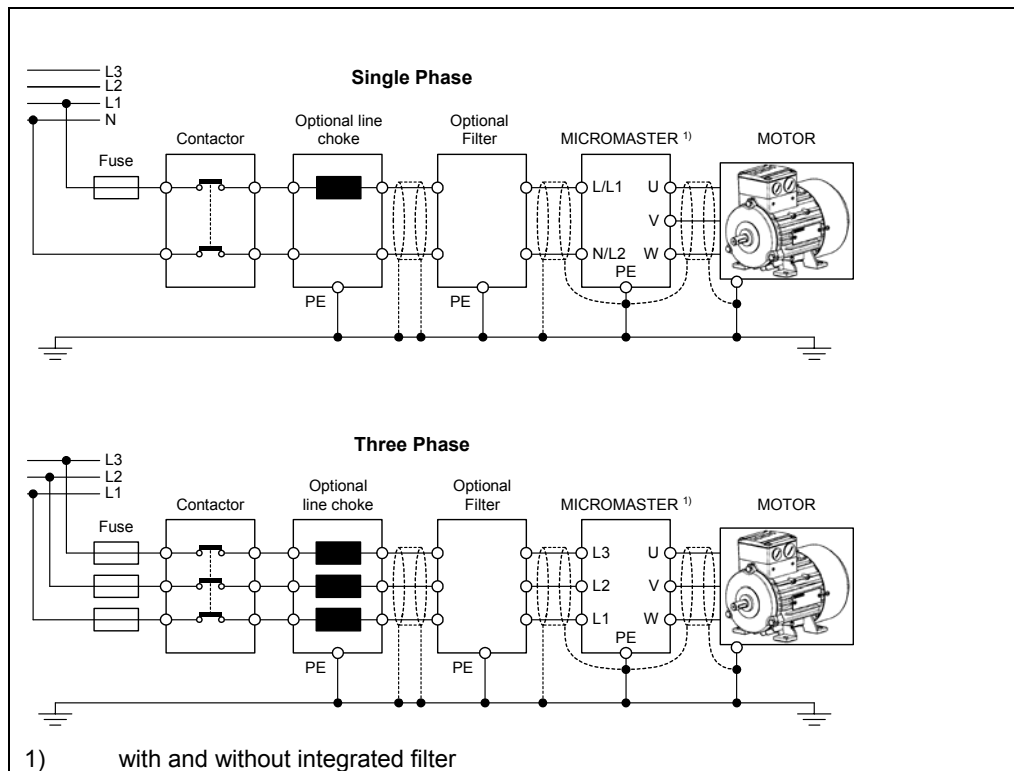 Single Phase
L3
L2
L1
N
Fuse
Contactor
Optional line
choke
Optional
Filter
MICROMASTER 1)
MOTOR
L/L1
U
V
N/L2
W
PE
PE
PE
Three Phase
L3
L2
L1
Fuse
Contactor
Optional
line choke
Optional
Filter
MICROMASTER 1)
MOTOR
L3
U
L2
V
L1
W
PE
PE
PE
1) with and without integrated filter